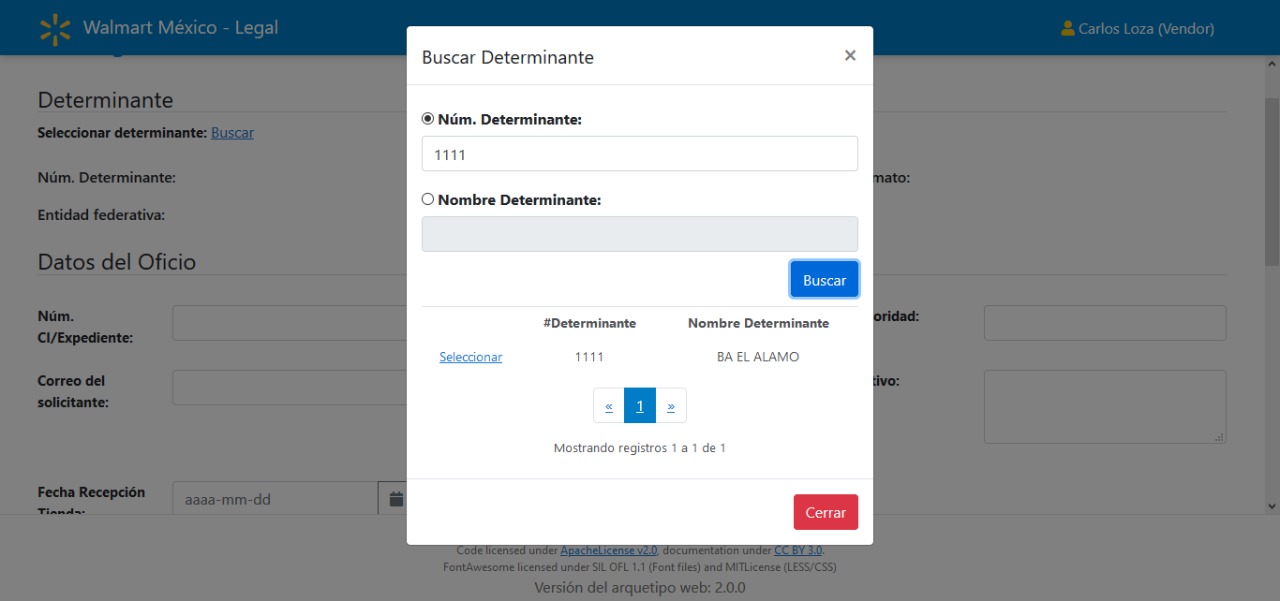 Walmart México - Legal
Carlos Loza (Vendor)
Determinante
Seleccionar determinante: Buscar
Núm. Determinante:
mato:
Entidad federativa:
Datos del Oficio
Núm.
CI/Expediente:
oridad:
Correo del
solicitante:
tivo:
Fecha Recepción
Tienda:
aaaa-mm-dd
Buscar Determinante
×
Núm. Determinante:
1111
Nombre Determinante:
Buscar
#Determinante Nombre Determinante
Seleccionar 1111 BA EL ALAMO
« 1 »
Mostrando registros 1 a 1 de 1
Cerrar
Code licensed under ApacheLicense v2.0, documentation under CC BY 3.0.
FontAwesome licensed under SIL OFL 1.1 (Font files) and MITLicense (LESS/CSS)
Versión del arquetipo web: 2.0.0